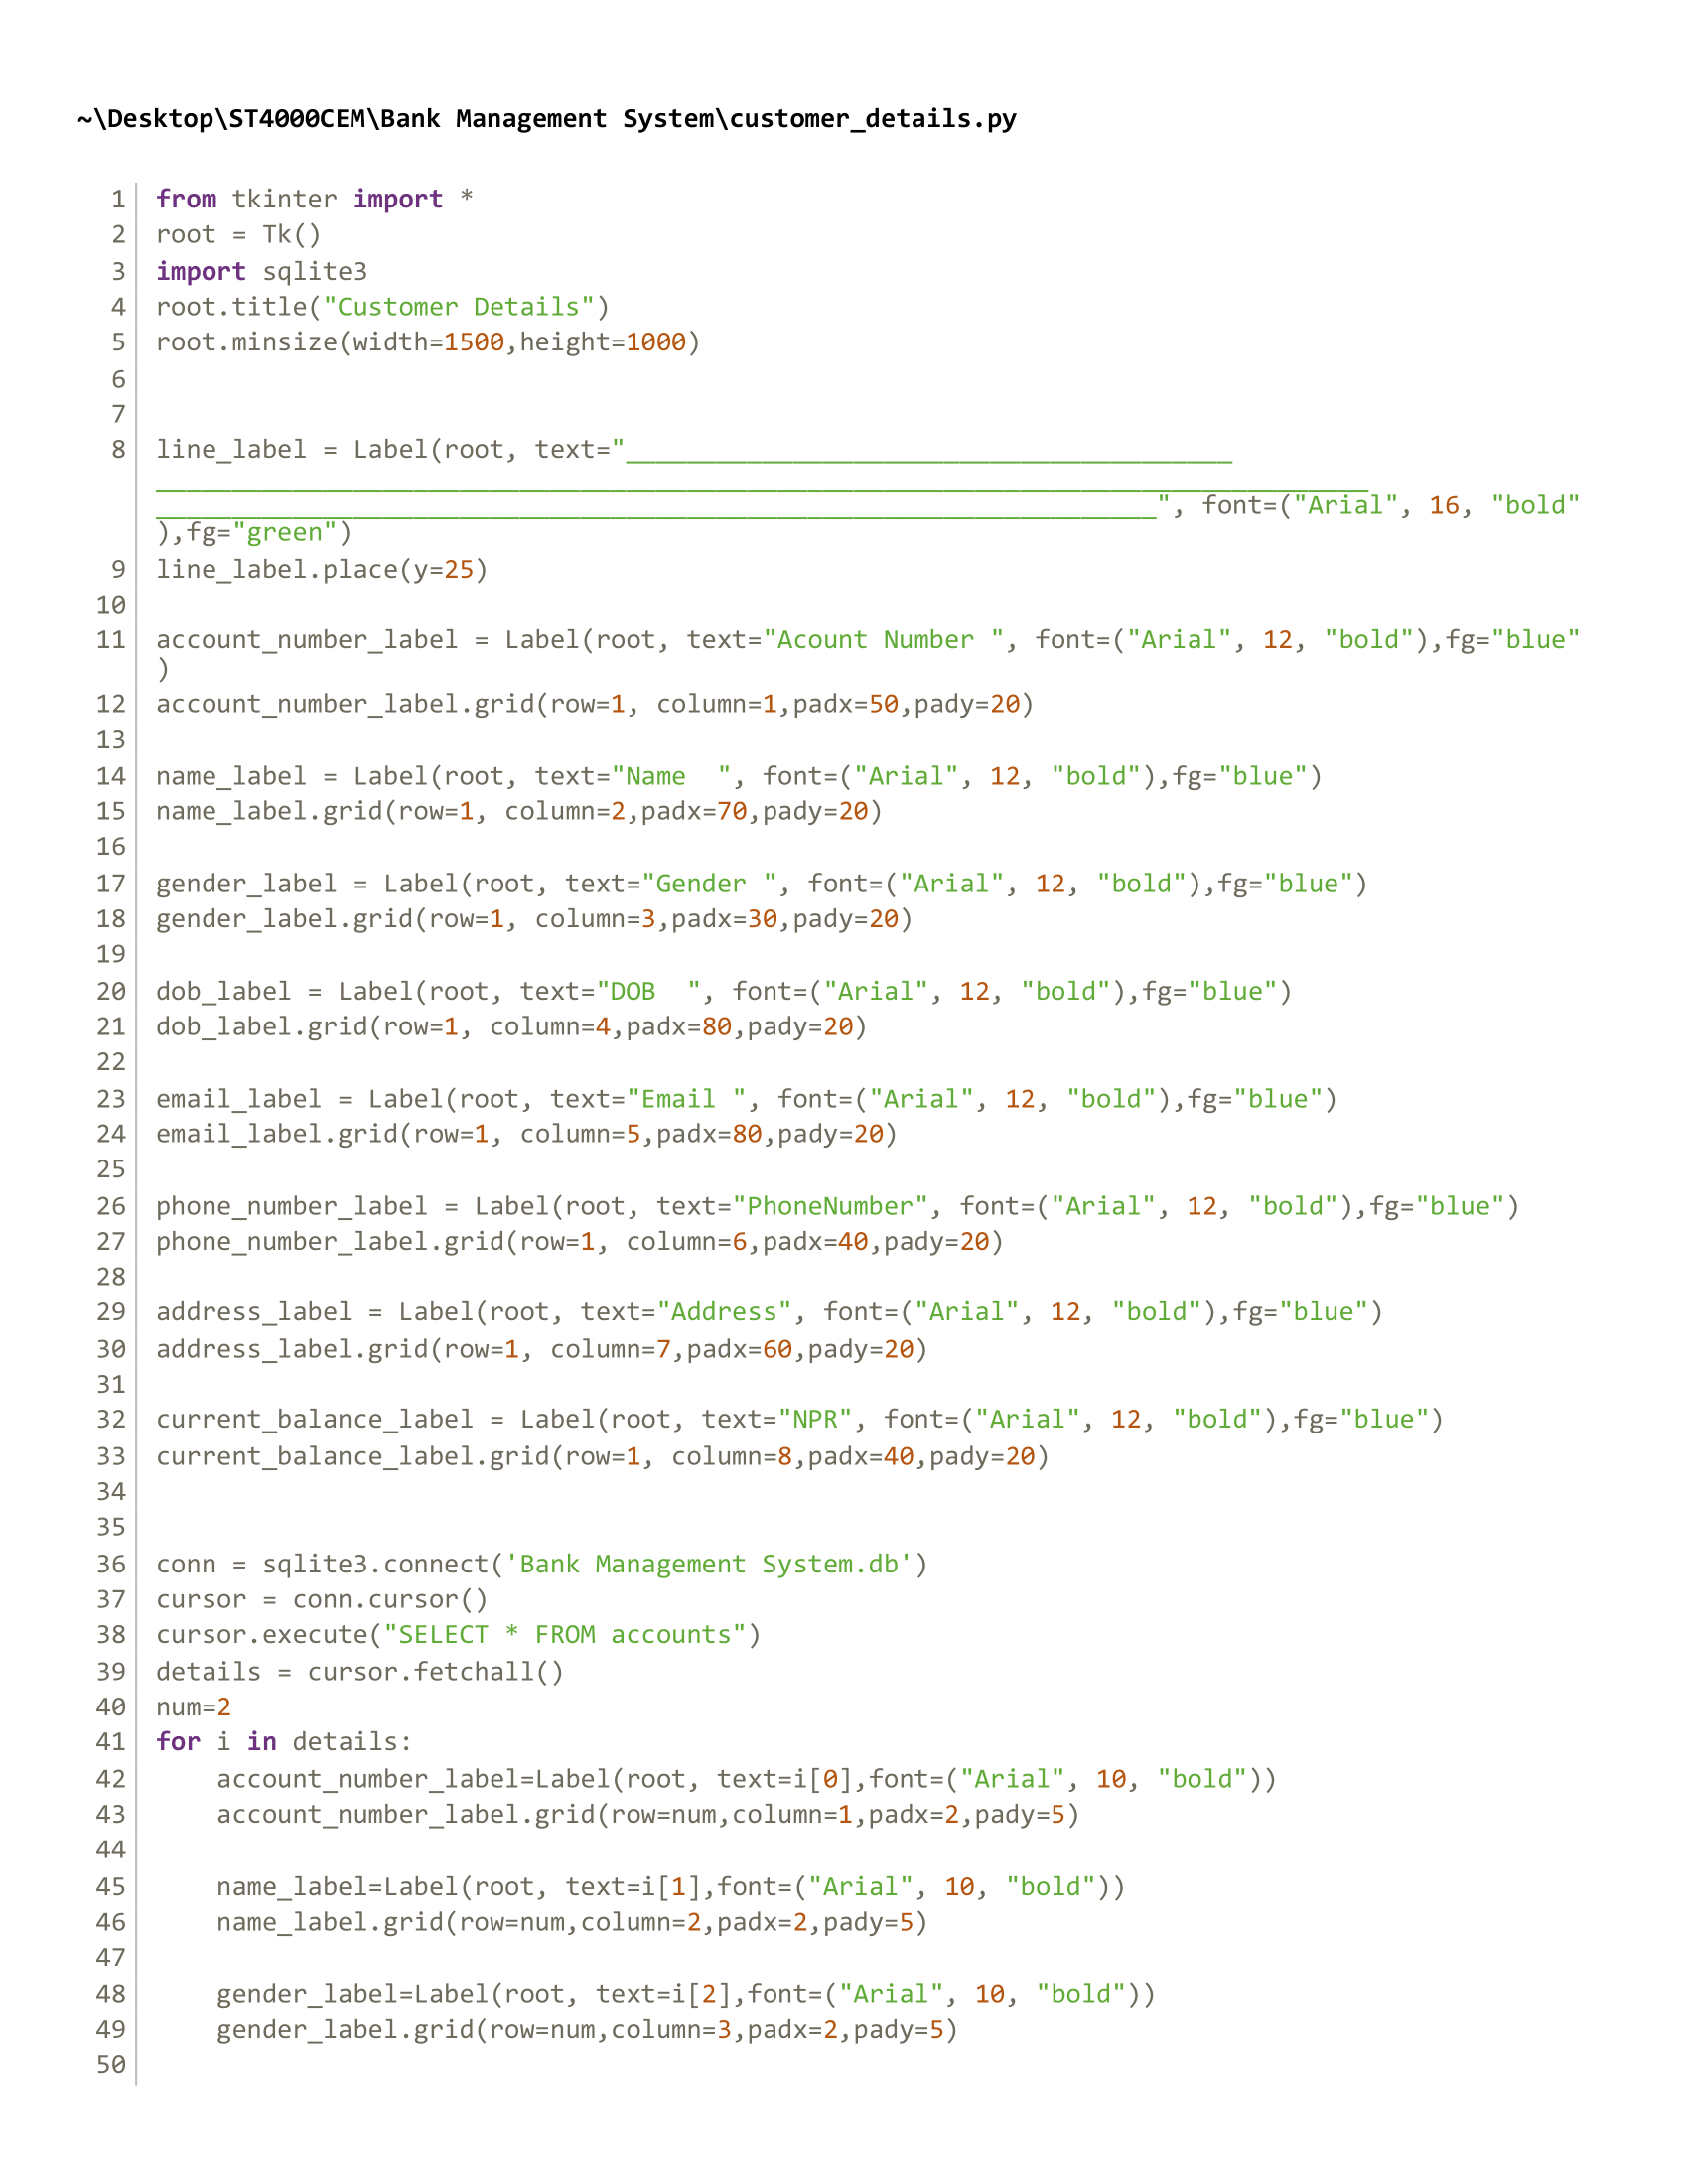 ~\Desktop\ST4000CEM\Bank Management System\customer_details.py
1 from tkinter import *
2 root = Tk()
3 import sqlite3
4 root.title("Customer Details")
5 root.minsize(width=1500,height=1000)
6
7
8 line_label = Label(root, text="________________________________________
________________________________________________________________________________
__________________________________________________________________", font=("Arial", 16, "bold"
),fg="green")
9 line_label.place(y=25)
10
11 account_number_label = Label(root, text="Acount Number ", font=("Arial", 12, "bold"),fg="blue"
)
12 account_number_label.grid(row=1, column=1,padx=50,pady=20)
13
14 name_label = Label(root, text="Name  ", font=("Arial", 12, "bold"),fg="blue")
15 name_label.grid(row=1, column=2,padx=70,pady=20)
16
17 gender_label = Label(root, text="Gender ", font=("Arial", 12, "bold"),fg="blue")
18 gender_label.grid(row=1, column=3,padx=30,pady=20)
19
20 dob_label = Label(root, text="DOB  ", font=("Arial", 12, "bold"),fg="blue")
21 dob_label.grid(row=1, column=4,padx=80,pady=20)
22
23 email_label = Label(root, text="Email ", font=("Arial", 12, "bold"),fg="blue")
24 email_label.grid(row=1, column=5,padx=80,pady=20)
25
26 phone_number_label = Label(root, text="PhoneNumber", font=("Arial", 12, "bold"),fg="blue")
27 phone_number_label.grid(row=1, column=6,padx=40,pady=20)
28
29 address_label = Label(root, text="Address", font=("Arial", 12, "bold"),fg="blue")
30 address_label.grid(row=1, column=7,padx=60,pady=20)
31
32 current_balance_label = Label(root, text="NPR", font=("Arial", 12, "bold"),fg="blue")
33 current_balance_label.grid(row=1, column=8,padx=40,pady=20)
34
35
36 conn = sqlite3.connect('Bank Management System.db')
37 cursor = conn.cursor()
38 cursor.execute("SELECT * FROM accounts")
39 details = cursor.fetchall()
40 num=2
41 for i in details:
42     account_number_label=Label(root, text=i[0],font=("Arial", 10, "bold"))
43     account_number_label.grid(row=num,column=1,padx=2,pady=5)
44
45     name_label=Label(root, text=i[1],font=("Arial", 10, "bold"))
46     name_label.grid(row=num,column=2,padx=2,pady=5)
47
48     gender_label=Label(root, text=i[2],font=("Arial", 10, "bold"))
49     gender_label.grid(row=num,column=3,padx=2,pady=5)
50